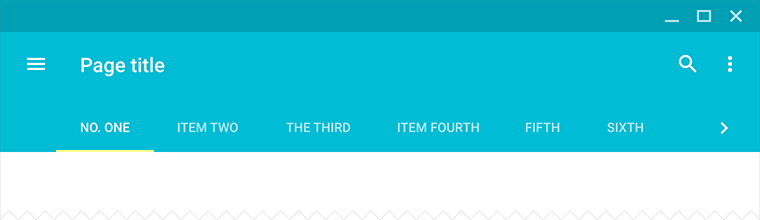 Page title
NO. ONE ITEM TWO THE THIRD ITEM FOURTH FIFTH SIXTH